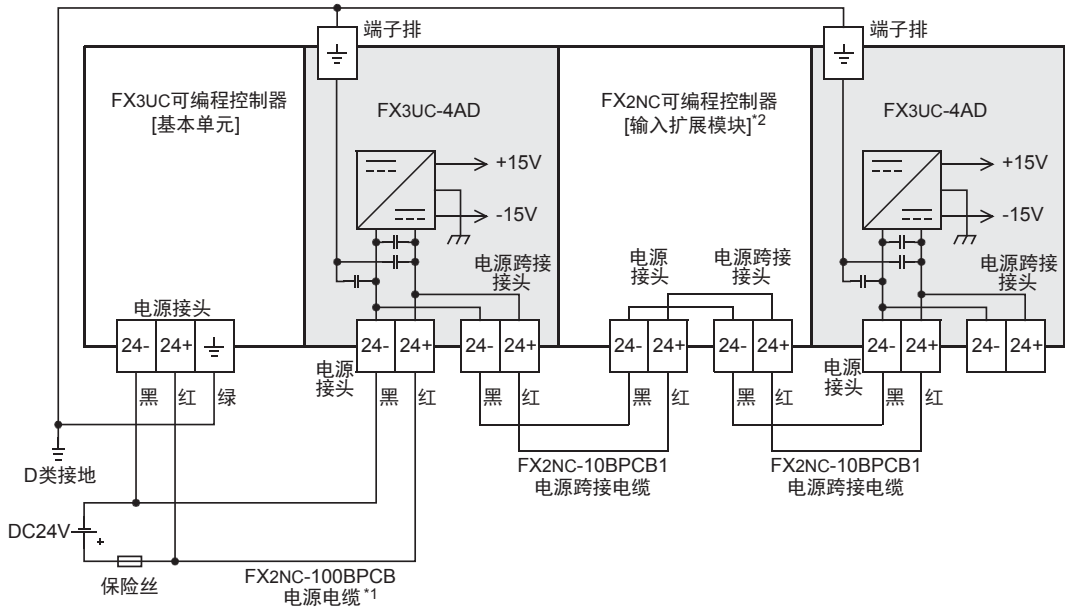 端子排
端子排
FX3UC可编程控制器
[基本单元]
FX3UC-4AD
FX2NC可编程控制器
[输入扩展模块]*2
FX3UC-4AD
+15V
-15V
+15V
-15V
电源接头
电源跨接
接头
电源
接头
电源跨接
接头
电源跨接
接头
24- 24+
24- 24+
24- 24+
24- 24+
24- 24+
24- 24+
24- 24+
电源
接头
电源
接头
黑 红 绿
黑 红
黑 红
黑 红
黑 红
黑 红
D类接地
FX2NC-10BPCB1
电源跨接电缆
FX2NC-10BPCB1
电源跨接电缆
DC24V
+
保险丝
FX2NC-100BPCB
电源电缆*1